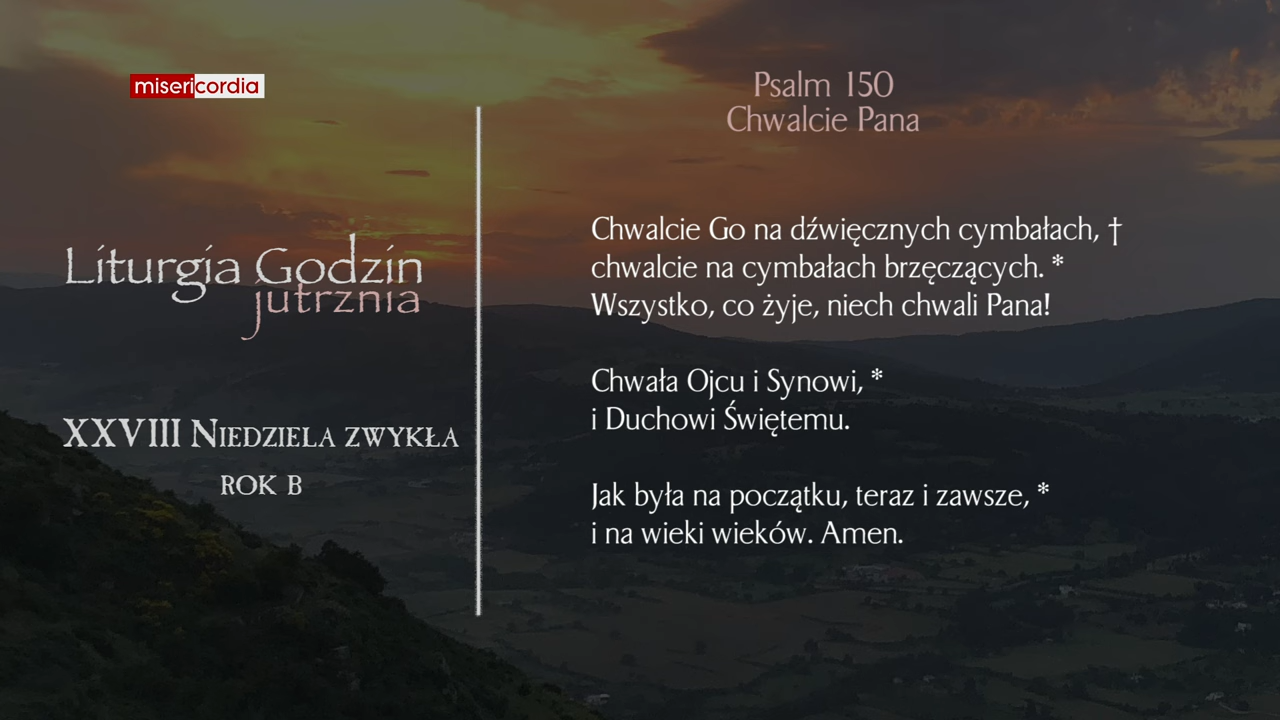 misericordia
Liturgia Godzin
jutrznia
XXVIII Niedziela zwykła
rok B
Psalm 150
Chwalcie Pana
Chwalcie Go na dźwięcznych cymbałach, †
chwalcie na cymbałach brzęczących. *
Wszystko, co żyje, niech chwali Pana!
Chwała Ojcu i Synowi, *
i Duchowi Świętemu.
Jak była na początku, teraz i zawsze, *
i na wieki wieków. Amen.